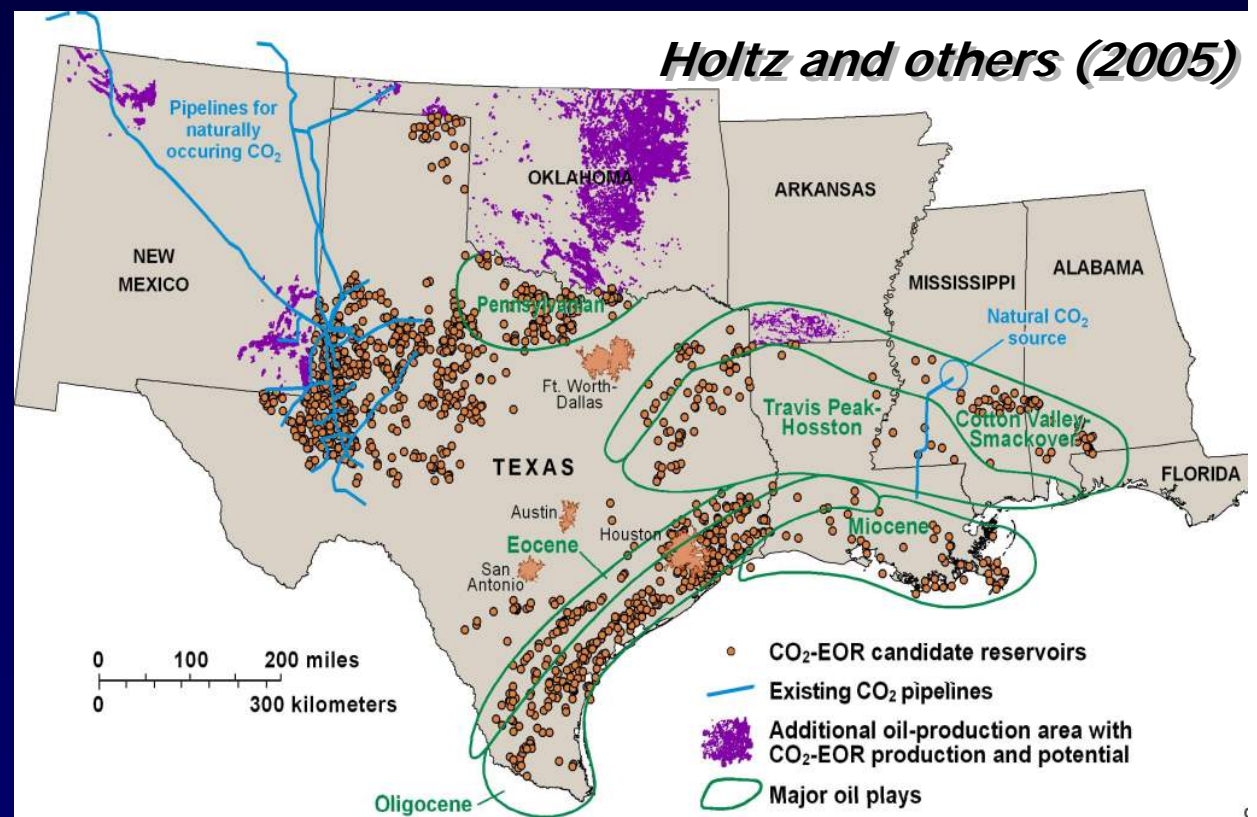 Holtz and others (2005)
Pipelines for
naturally
occuring CO₂
OKLAHOMA
ARKANSAS
NEW
MEXICO
MISSISSIPPI
ALABAMA
Natural CO₂
source
Pennsylvanian
Ft. Worth-
Dallas
Travis Peak-
Hosston
Cotton Valley-
Smackover
TEXAS
FLORIDA
Austin
Houston
Miocene
Eocene
San
Antonio
0 100 200 miles
0 300 kilometers
CO₂-EOR candidate reservoirs
Existing CO₂ pipelines
Additional oil-production area with
CO₂-EOR production and potential
Major oil plays
Oligocene